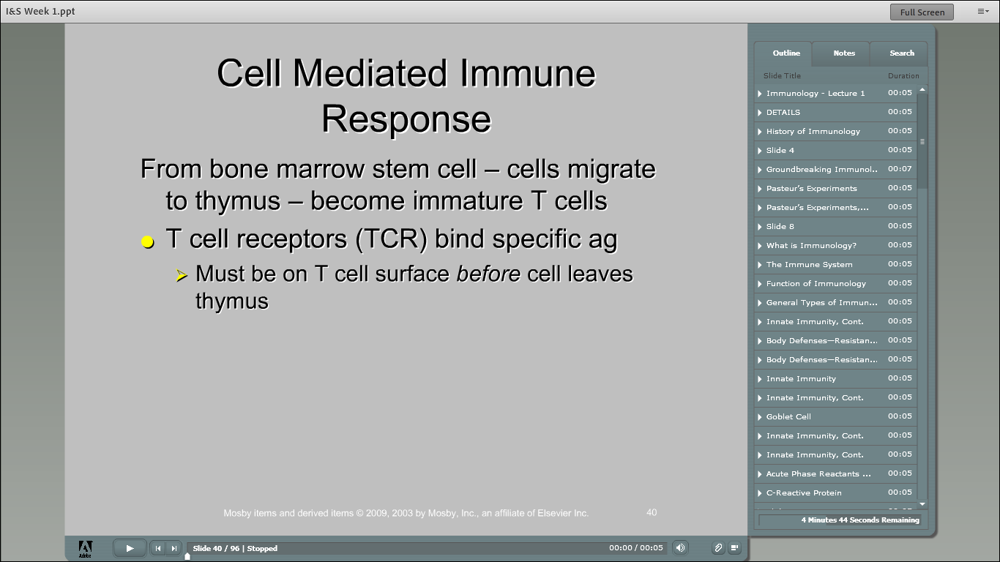 I&S Week 1.ppt
Full Screen
Cell Mediated Immune
Response
From bone marrow stem cell – cells migrate
to thymus – become immature T cells
T cell receptors (TCR) bind specific ag
Must be on T cell surface before cell leaves
thymus
Mosby items and derived items © 2009, 2003 by Mosby, Inc., an affiliate of Elsevier Inc.
40
Outline Notes Search
Slide Title Duration
Immunology - Lecture 1 00:05
DETAILS 00:05
History of Immunology 00:05
Slide 4 00:05
Groundbreaking Immunol.. 00:07
Pasteur's Experiments 00:05
Pasteur's Experiments,... 00:05
Slide 8 00:05
What is Immunology? 00:05
The Immune System 00:05
Function of Immunology 00:05
General Types of Immun... 00:05
Innate Immunity, Cont. 00:05
Body Defenses—Resistan... 00:05
Body Defenses—Resistan... 00:05
Innate Immunity 00:05
Innate Immunity, Cont. 00:05
Goblet Cell 00:05
Innate Immunity, Cont. 00:05
Innate Immunity, Cont. 00:05
Acute Phase Reactants ... 00:05
C-Reactive Protein 00:05
4 Minutes 44 Seconds Remaining
Adobe
Slide 40 / 96 | Stopped
00:00 / 00:05